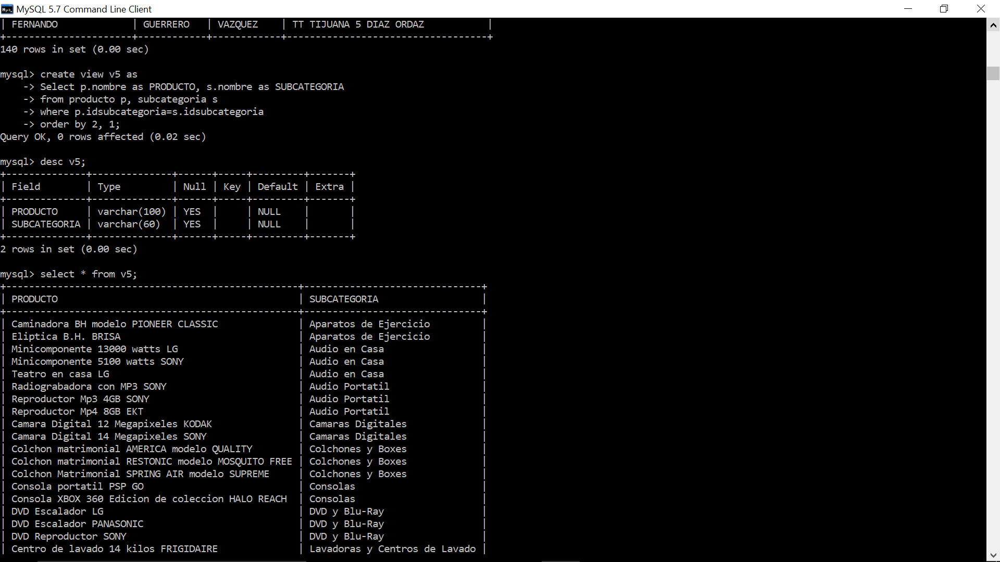 MySQL 5.7 Command Line Client
| FERNANDO             | GUERRERO   | VAZQUEZ    | TT TIJUANA 5 DIAZ ORDAZ           |
+----------------------+------------+------------+-----------------------------------+
140 rows in set (0.00 sec)

mysql> create view v5 as
    -> Select p.nombre as PRODUCTO, s.nombre as SUBCATEGORIA
    -> from producto p, subcategoria s
    -> where p.idsubcategoria=s.idsubcategoria
    -> order by 2, 1;
Query OK, 0 rows affected (0.02 sec)

mysql> desc v5;
+--------------+--------------+------+-----+---------+-------+
| Field        | Type         | Null | Key | Default | Extra |
+--------------+--------------+------+-----+---------+-------+
| PRODUCTO     | varchar(100) | YES  |     | NULL    |       |
| SUBCATEGORIA | varchar(60)  | YES  |     | NULL    |       |
+--------------+--------------+------+-----+---------+-------+
2 rows in set (0.00 sec)

mysql> select * from v5;
+---------------------------------------------------+-------------------------------+
| PRODUCTO                                          | SUBCATEGORIA                  |
+---------------------------------------------------+-------------------------------+
| Caminadora BH modelo PIONEER CLASSIC              | Aparatos de Ejercicio         |
| Eliptica B.H. BRISA                               | Aparatos de Ejercicio         |
| Minicomponente 13000 watts LG                     | Audio en Casa                 |
| Minicomponente 5100 watts SONY                    | Audio en Casa                 |
| Teatro en casa LG                                 | Audio en Casa                 |
| Radiograbadora con MP3 SONY                       | Audio Portatil                |
| Reproductor Mp3 4GB SONY                          | Audio Portatil                |
| Reproductor Mp4 8GB EKT                           | Audio Portatil                |
| Camara Digital 12 Megapixeles KODAK               | Camaras Digitales             |
| Camara Digital 14 Megapixeles SONY                | Camaras Digitales             |
| Colchon matrimonial AMERICA modelo QUALITY        | Colchones y Boxes             |
| Colchon matrimonial RESTONIC modelo MOSQUITO FREE | Colchones y Boxes             |
| Colchon Matrimonial SPRING AIR modelo SUPREME     | Colchones y Boxes             |
| Consola portatil PSP GO                           | Consolas                      |
| Consola XBOX 360 Edicion de coleccion HALO REACH  | Consolas                      |
| DVD Escalador LG                                  | DVD y Blu-Ray                 |
| DVD Escalador PANASONIC                           | DVD y Blu-Ray                 |
| DVD Reproductor SONY                              | DVD y Blu-Ray                 |
| Centro de lavado 14 kilos FRIGIDAIRE              | Lavadoras y Centros de Lavado |